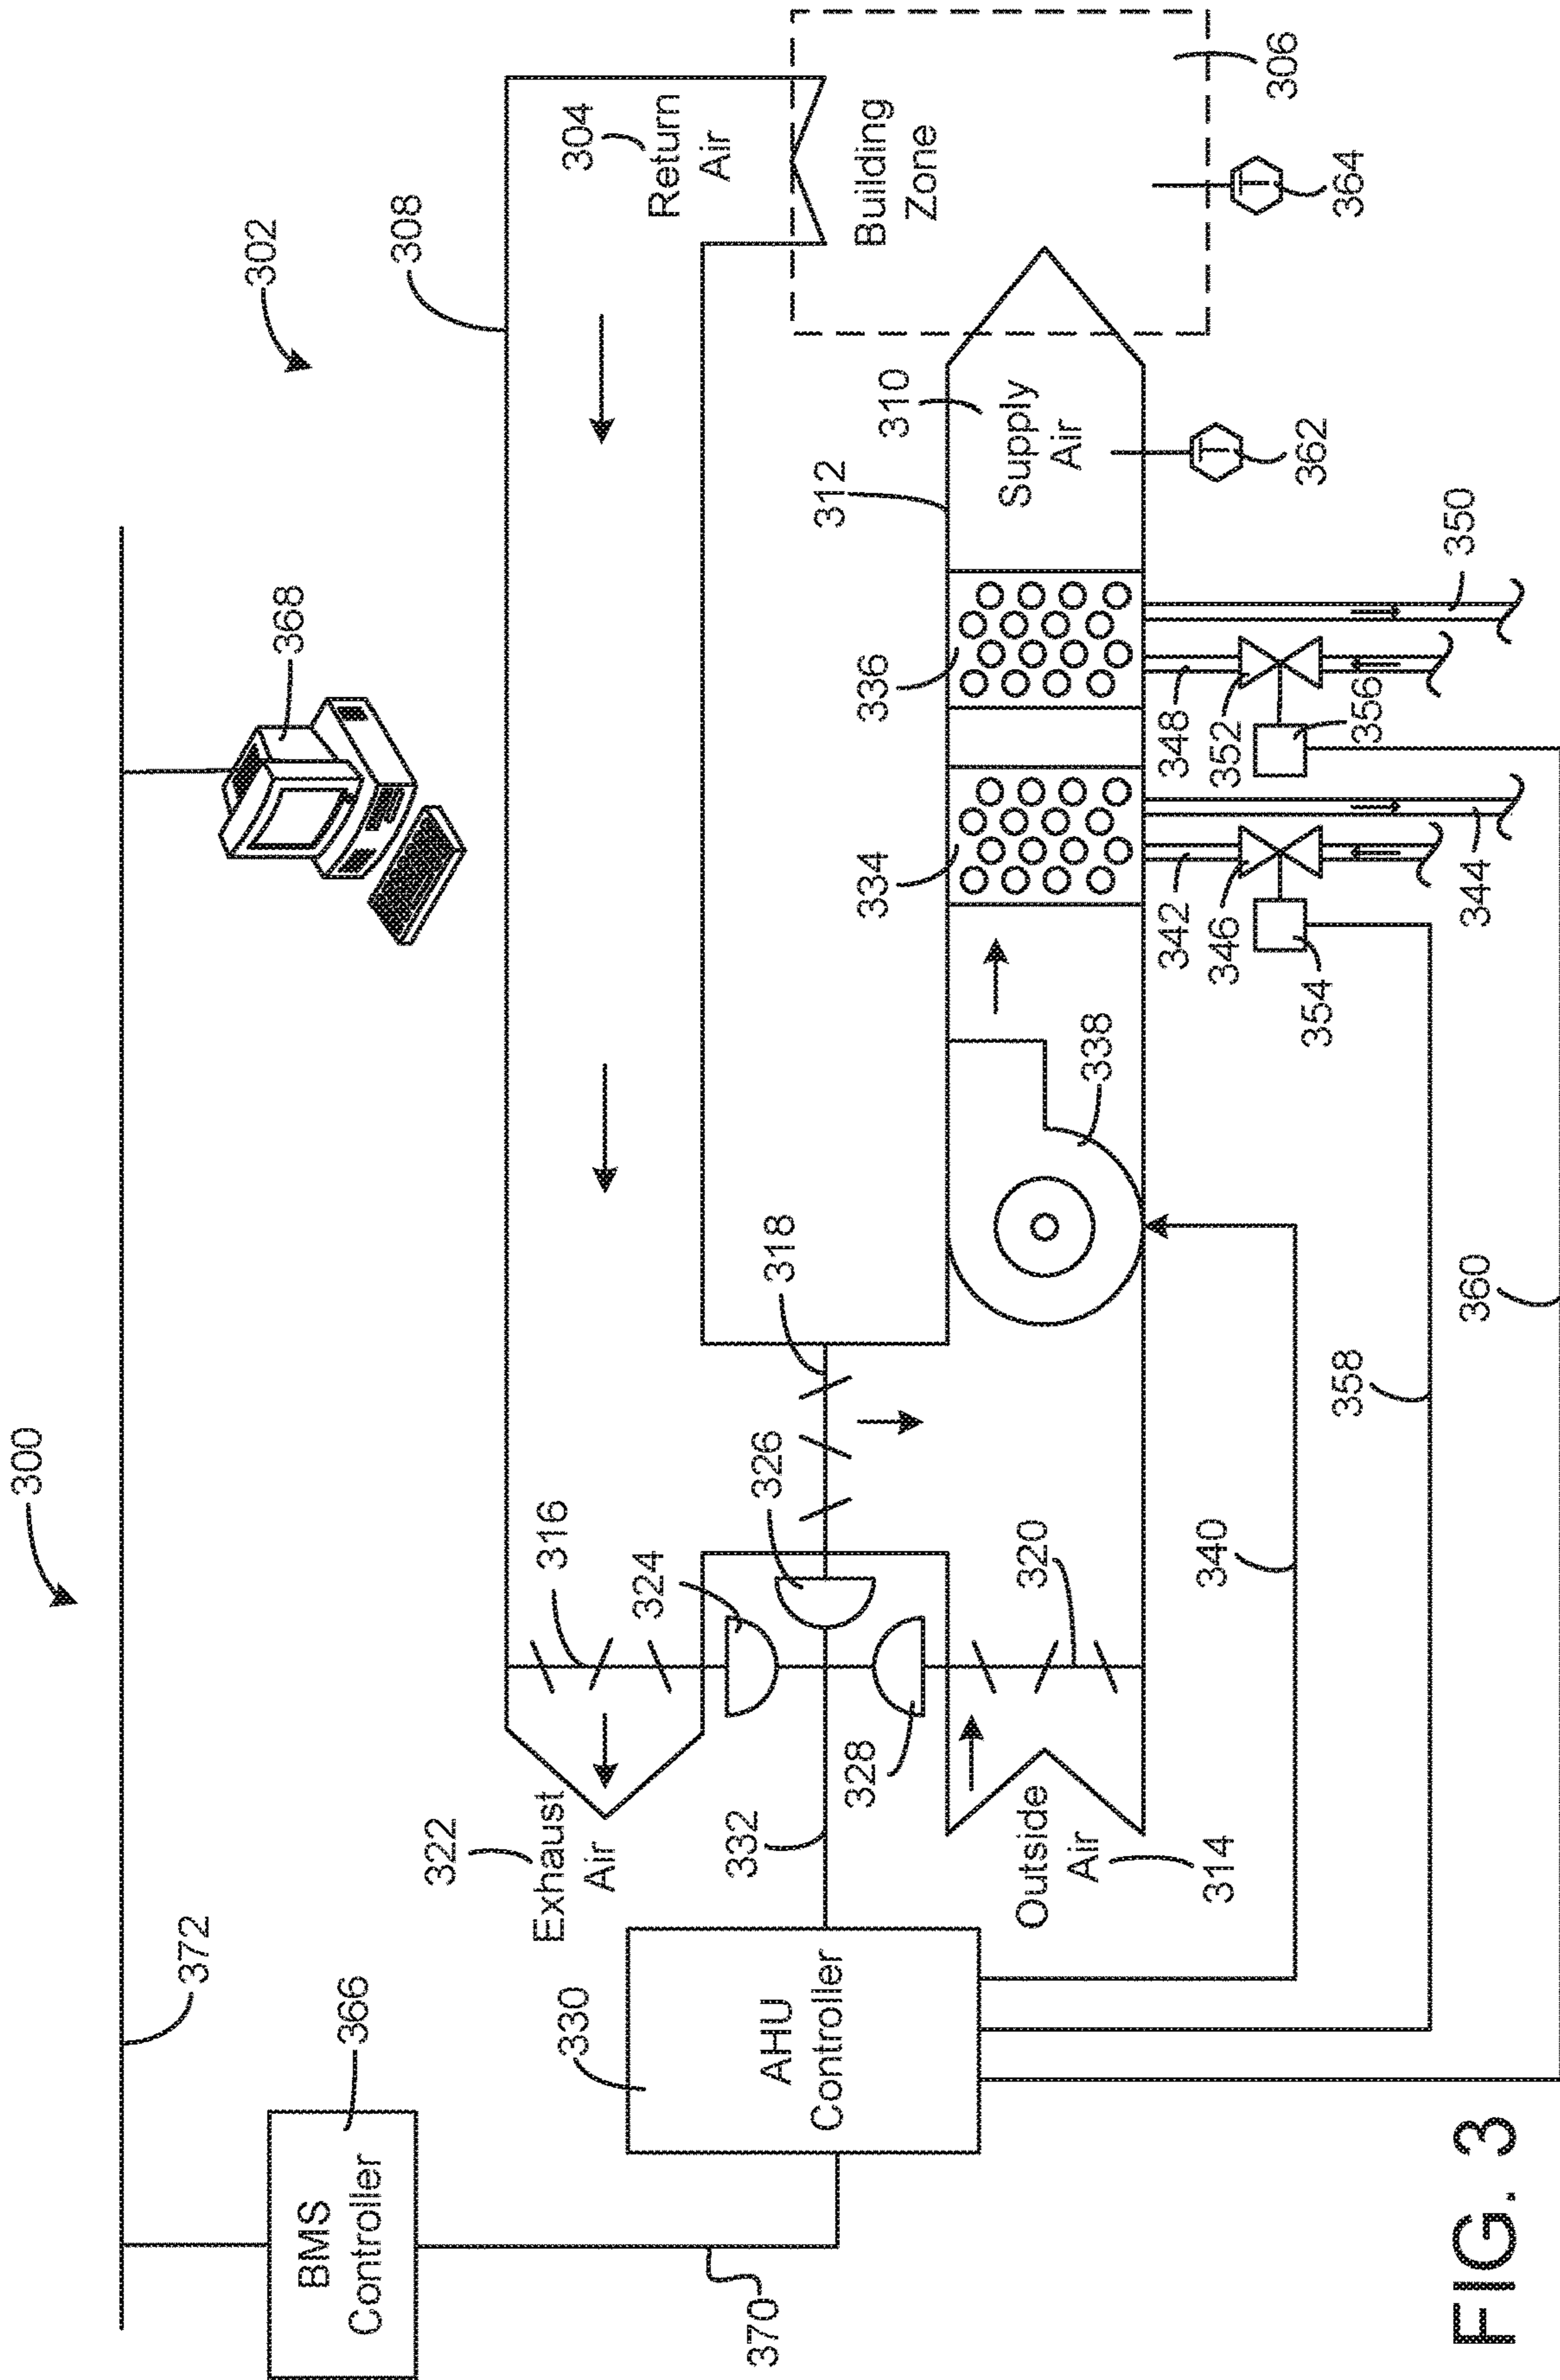 300
372
BMS
Controller
366
370
368
302
308
304
Return
Air
Building
Zone
306
364
322
Exhaust
Air
316
324
318
326
332
328
330
AHU
Controller
Outside
Air
314
320
338
334
336
312
310
Supply
Air
362
342
346
354
344
348
352
356
350
340
358
360
FIG. 3